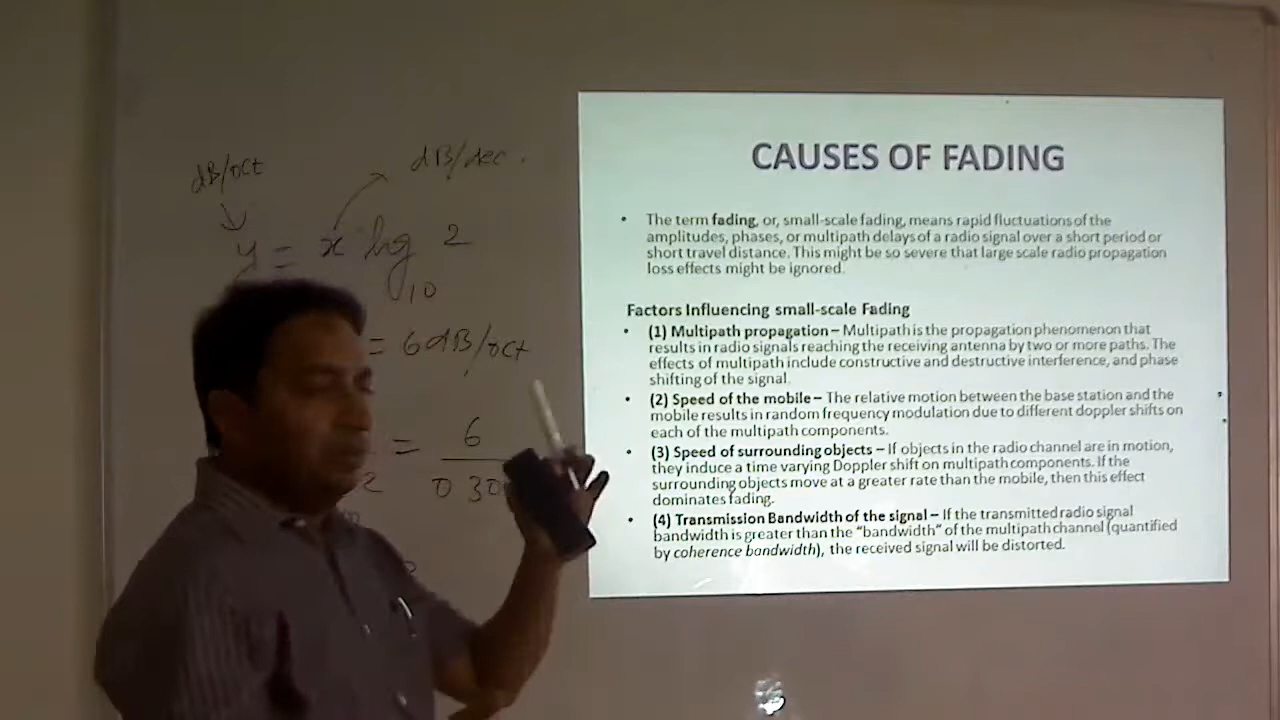 dB/oct
dB/dec.
y = x log 2
10
= 6 dB/oct
= 6
2
0 30
CAUSES OF FADING
• The term fading, or, small-scale fading, means rapid fluctuations of the
amplitudes, phases, or multipath delays of a radio signal over a short period or
short travel distance. This might be so severe that large scale radio propagation
loss effects might be ignored.
Factors Influencing small-scale Fading
• (1) Multipath propagation – Multipath is the propagation phenomenon that
results in radio signals reaching the receiving antenna by two or more paths. The
effects of multipath include constructive and destructive interference, and phase
shifting of the signal.
• (2) Speed of the mobile – The relative motion between the base station and the
mobile results in random frequency modulation due to different doppler shifts on
each of the multipath components.
• (3) Speed of surrounding objects – If objects in the radio channel are in motion,
they induce a time varying Doppler shift on multipath components. If the
surrounding objects move at a greater rate than the mobile, then this effect
dominates fading.
• (4) Transmission Bandwidth of the signal – If the transmitted radio signal
bandwidth is greater than the “bandwidth” of the multipath channel (quantified
by coherence bandwidth), the received signal will be distorted.